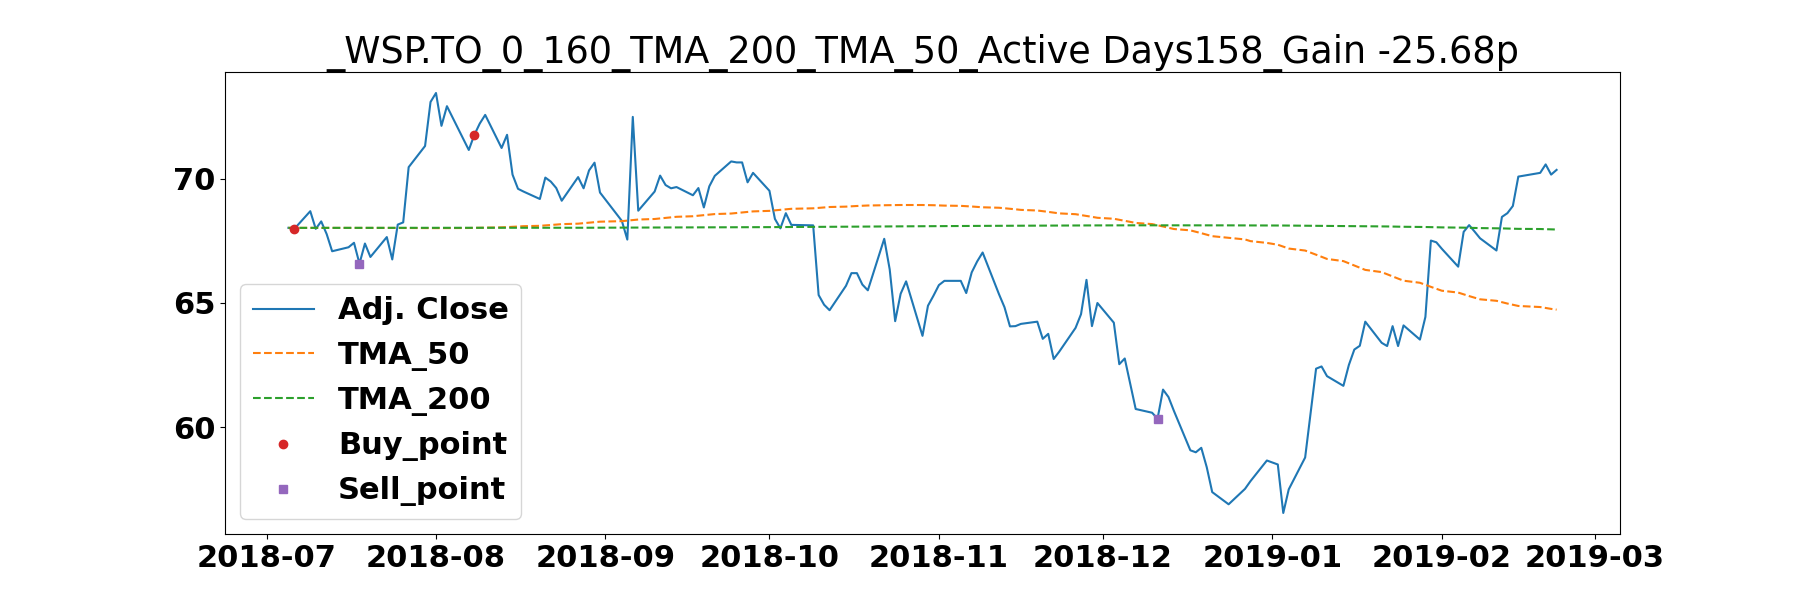 _WSP.TO_0_160_TMA_200_TMA_50_Active Days158_Gain -25.68p
70
65
60
Adj. Close
TMA_50
TMA_200
Buy_point
Sell_point
2018-07 2018-08 2018-09 2018-10 2018-11 2018-12 2019-01 2019-02 2019-03